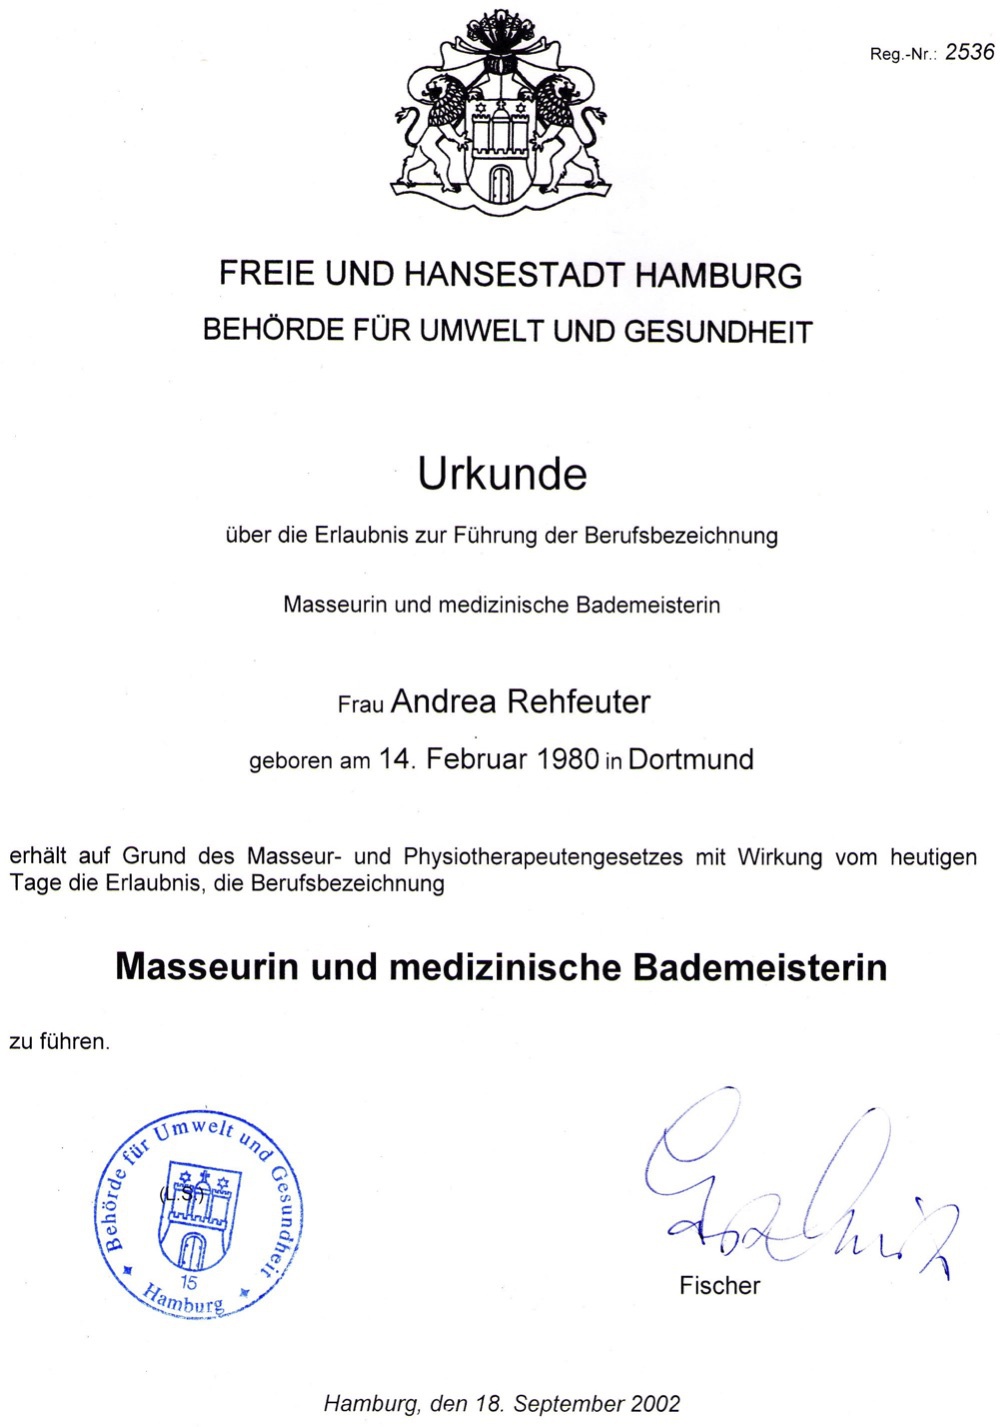 Reg.-Nr.: 2536
FREIE UND HANSESTADT HAMBURG
BEHÖRDE FÜR UMWELT UND GESUNDHEIT
Urkunde
über die Erlaubnis zur Führung der Berufsbezeichnung
Masseurin und medizinische Bademeisterin
Frau Andrea Rehfeuter
geboren am 14. Februar 1980 in Dortmund
erhält auf Grund des Masseur- und Physiotherapeutengesetzes mit Wirkung vom heutigen
Tage die Erlaubnis, die Berufsbezeichnung
Masseurin und medizinische Bademeisterin
zu führen.
Behörde für Umwelt und Gesundheit
(L.S.)
15
Hamburg
Fischer
Hamburg, den 18. September 2002